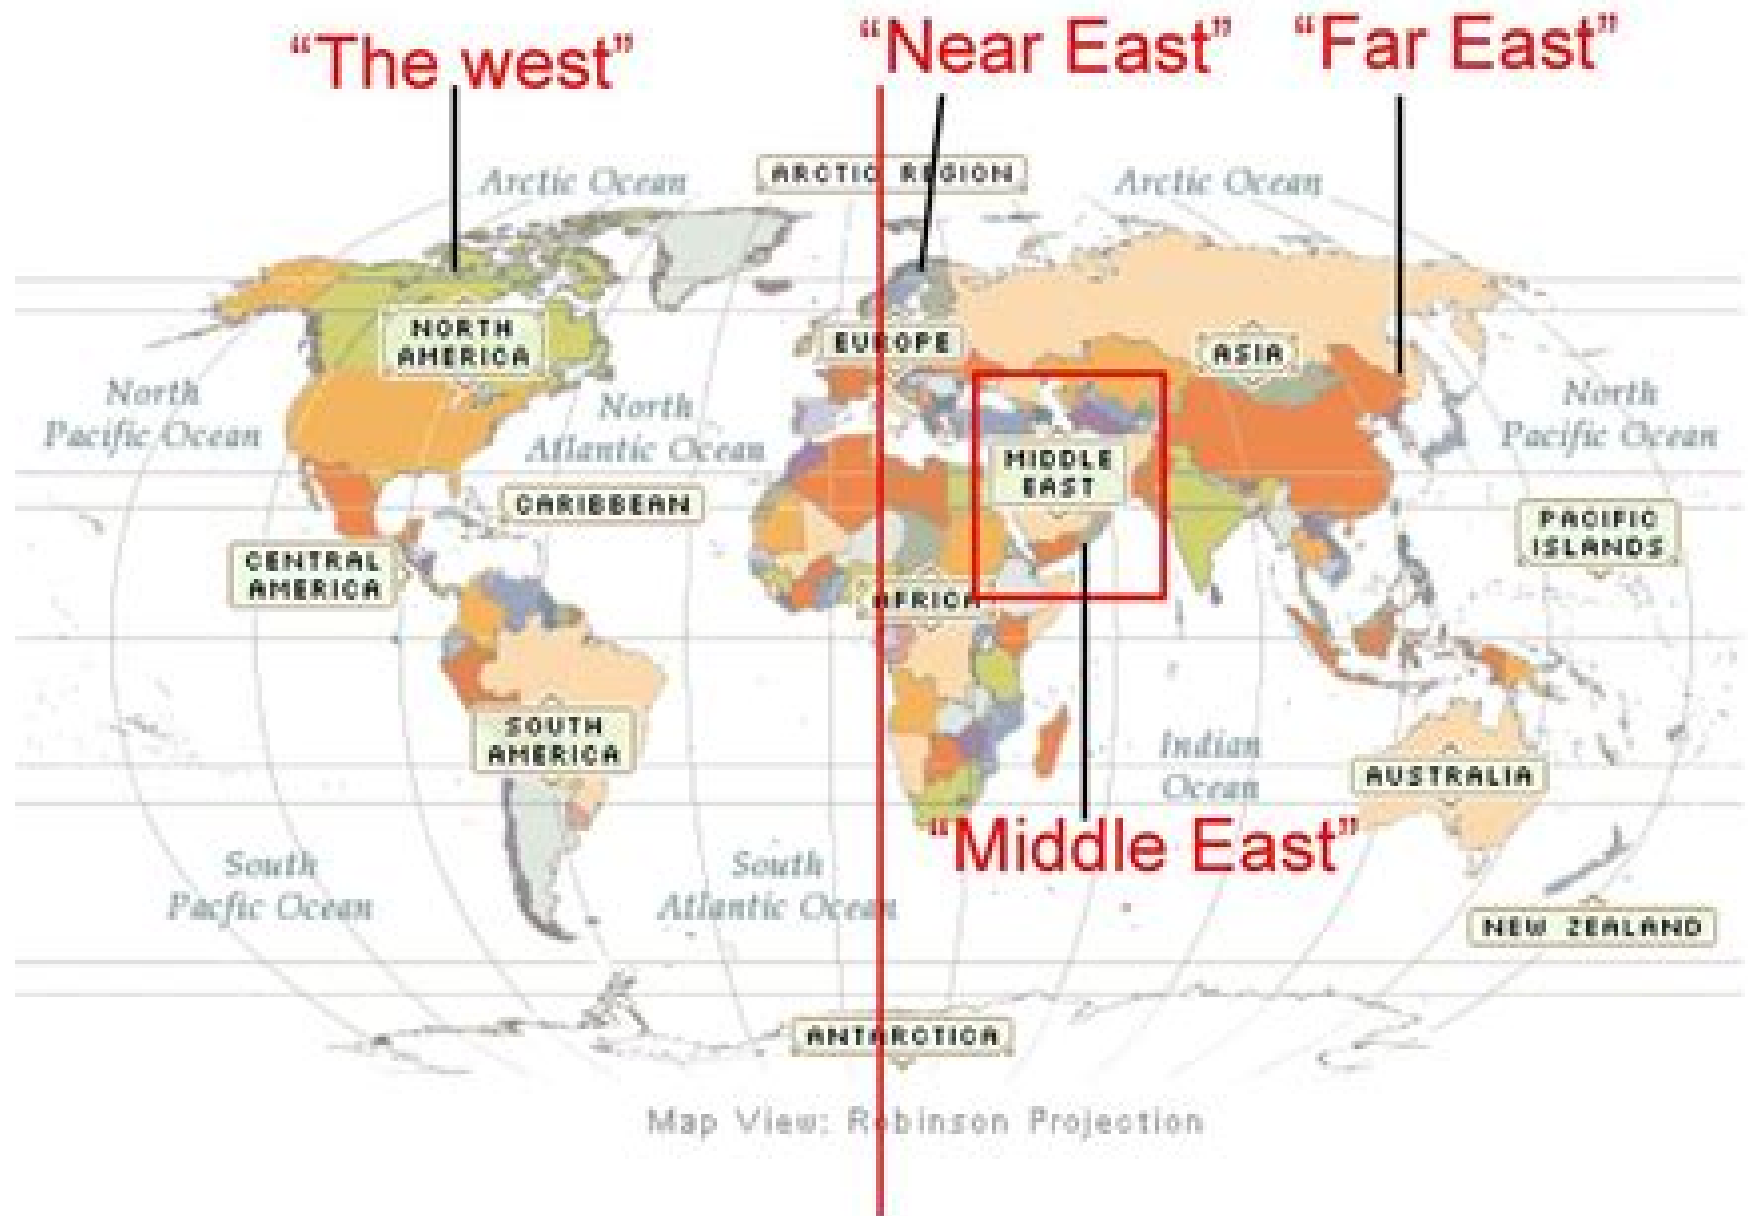 “The west”
“Near East”
“Far East”
ARCTIC REGION
Arctic Ocean
Arctic Ocean
NORTH
AMERICA
EUROPE
ASIA
North
Pacific Ocean
North
Atlantic Ocean
MIDDLE
EAST
North
Pacific Ocean
CARIBBEAN
PACIFIC
ISLANDS
CENTRAL
AMERICA
AFRICA
SOUTH
AMERICA
Indian
Ocean
AUSTRALIA
“Middle East”
South
Pacfic Ocean
South
Atlantic Ocean
NEW ZEALAND
ANTARCTICA
Map View: Robinson Projection